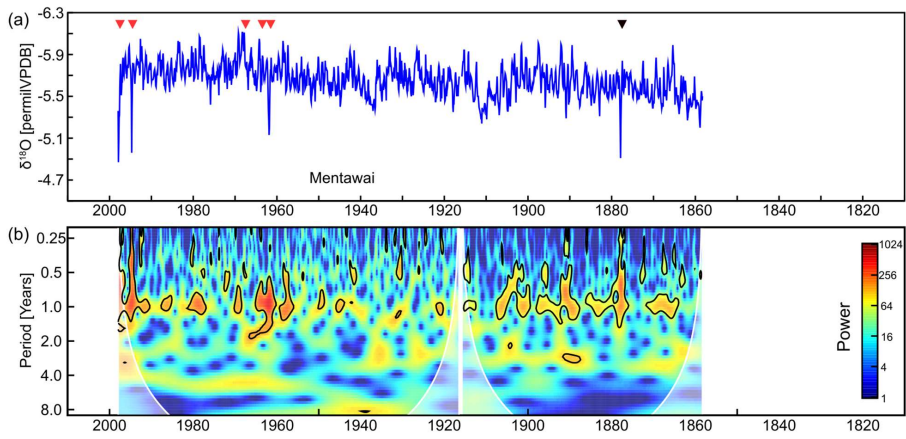 (a)
-6.3
-5.9
-5.5
-5.1
-4.7
δ18O [permilVPDB]
Mentawai
2000 1980 1960 1940 1920 1900 1880 1860 1840 1820
(b)
0.25
0.5
1.0
2.0
4.0
8.0
Period [Years]
Power
1024
256
64
16
4
1
2000 1980 1960 1940 1920 1900 1880 1860 1840 1820